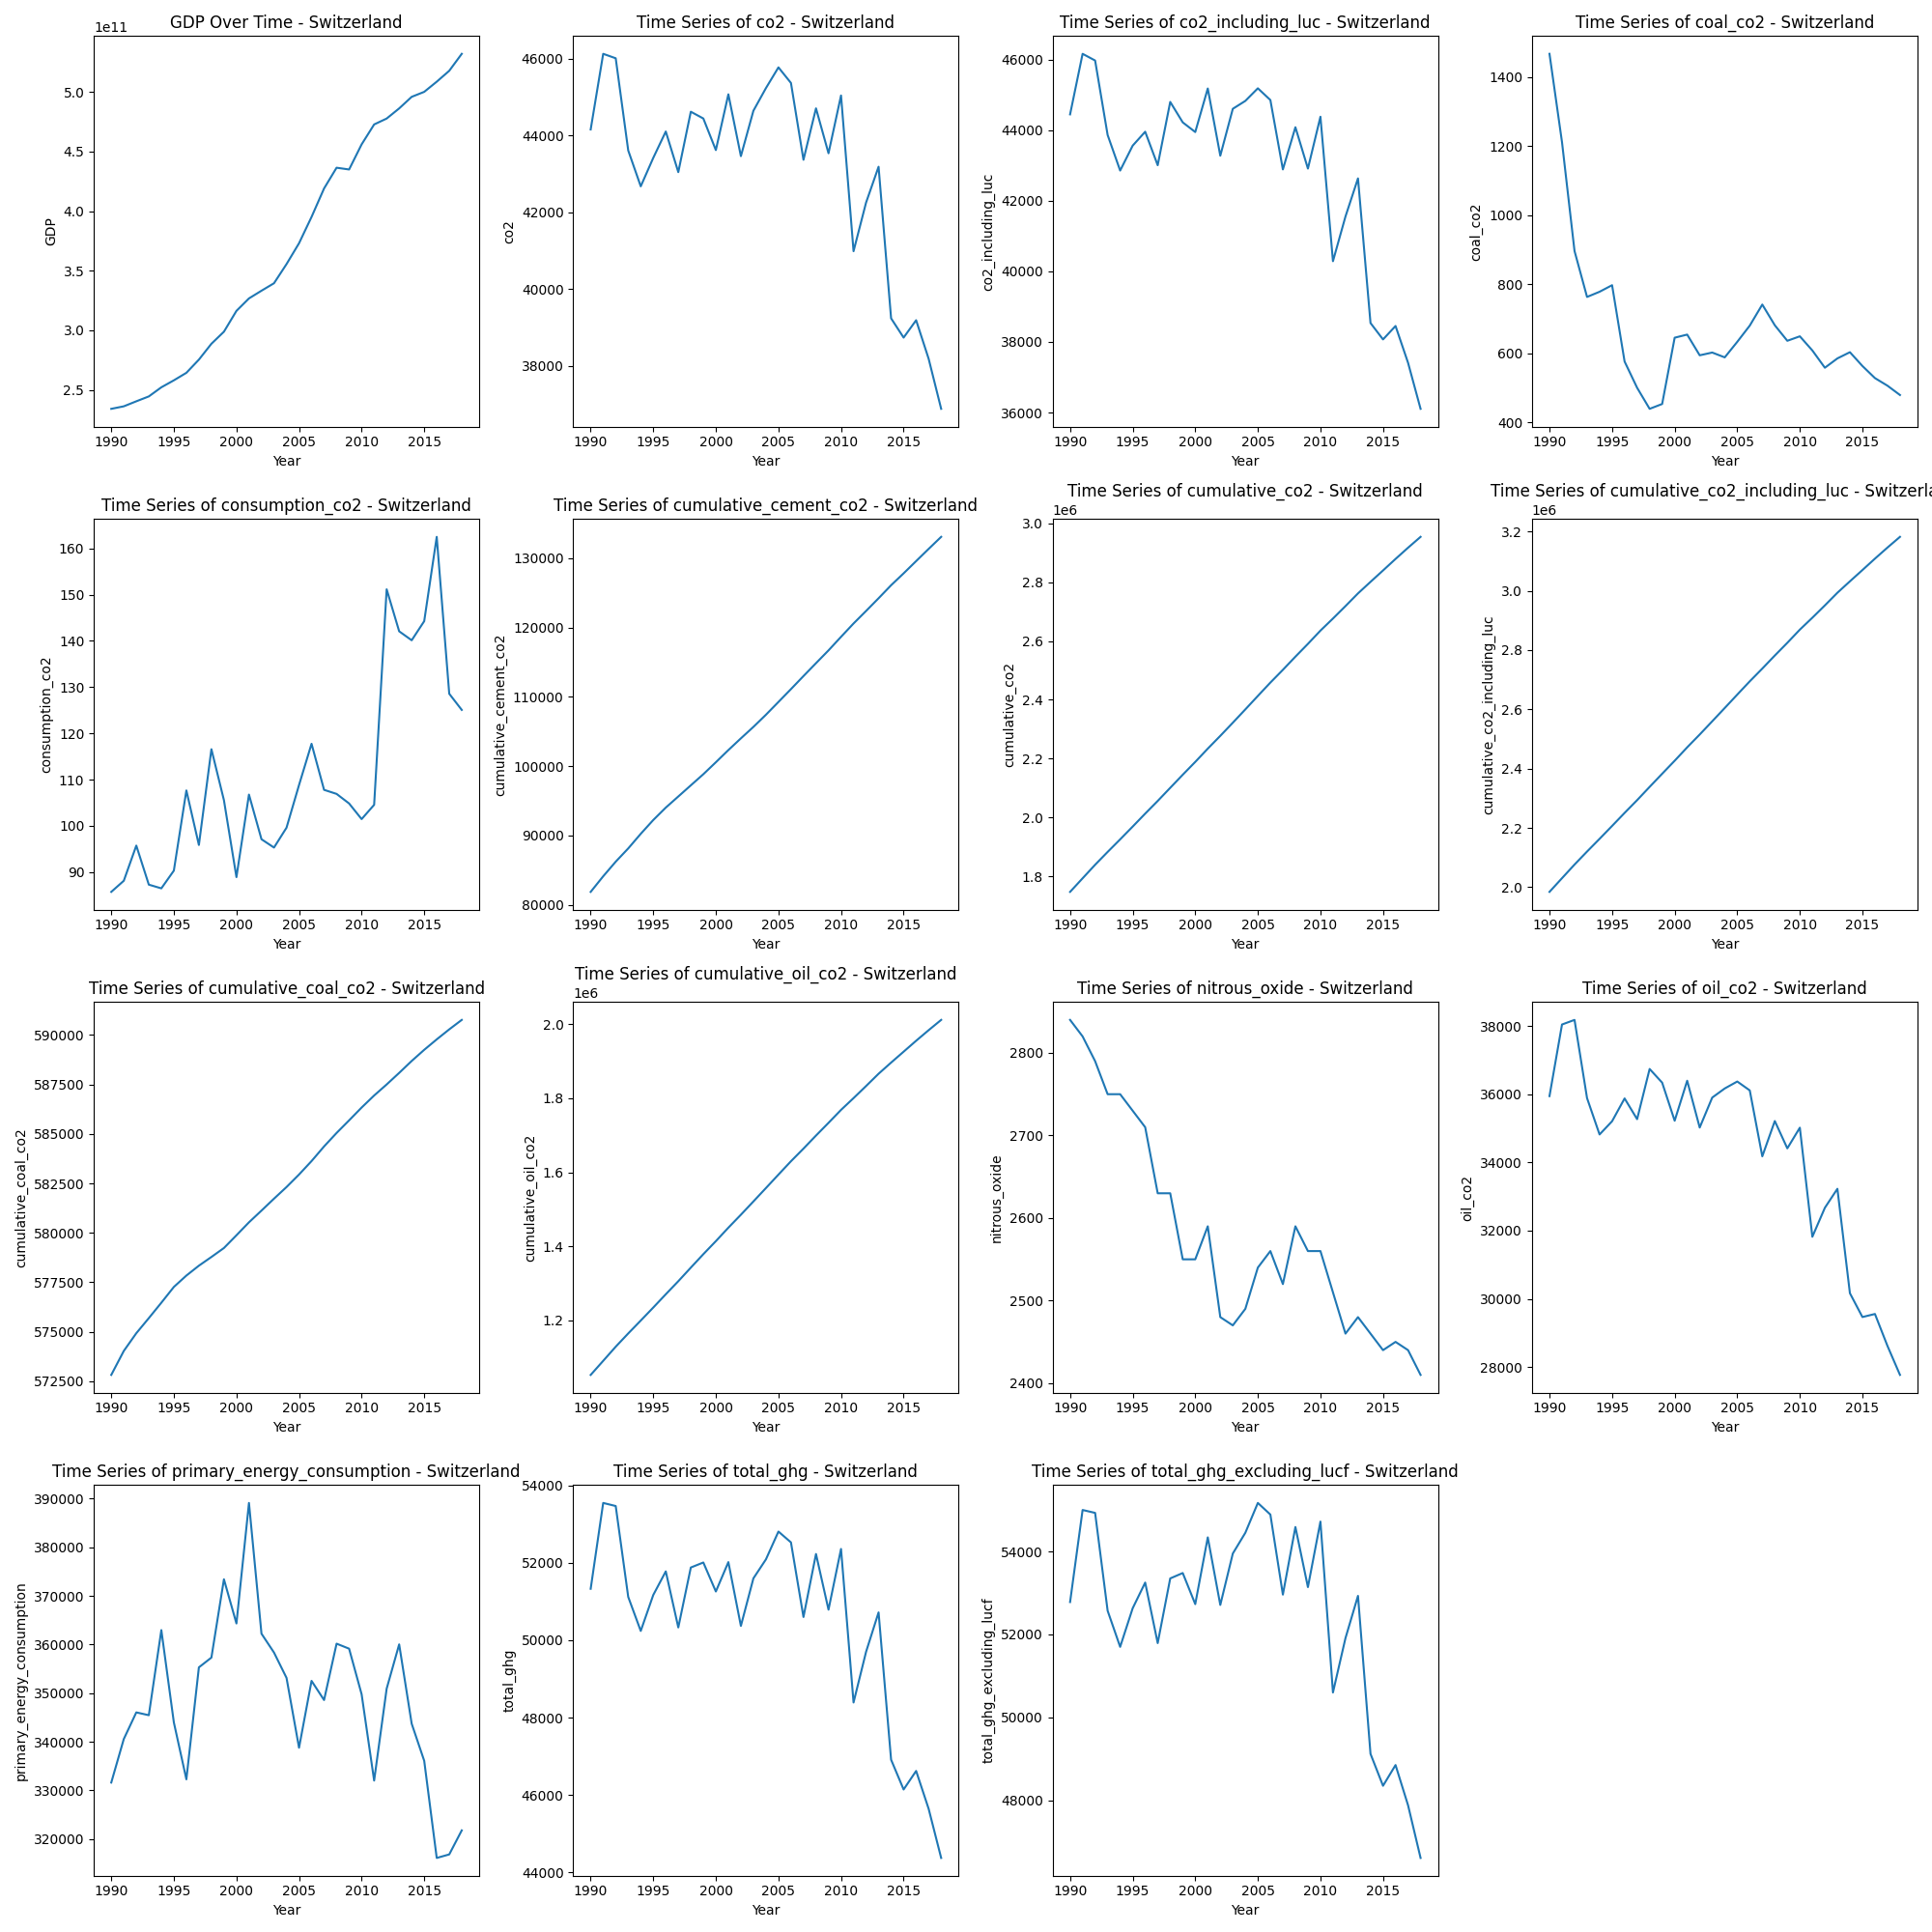 GDP Over Time - Switzerland
1e11
5.0
4.5
4.0
3.5
3.0
2.5
GDP
1990 1995 2000 2005 2010 2015
Year
Time Series of co2 - Switzerland
46000
44000
42000
40000
38000
co2
1990 1995 2000 2005 2010 2015
Year
Time Series of co2_including_luc - Switzerland
46000
44000
42000
40000
38000
36000
co2_including_luc
1990 1995 2000 2005 2010 2015
Year
Time Series of coal_co2 - Switzerland
1400
1200
1000
800
600
400
coal_co2
1990 1995 2000 2005 2010 2015
Year
Time Series of consumption_co2 - Switzerland
160
150
140
130
120
110
100
90
consumption_co2
1990 1995 2000 2005 2010 2015
Year
Time Series of cumulative_cement_co2 - Switzerland
130000
120000
110000
100000
90000
80000
cumulative_cement_co2
1990 1995 2000 2005 2010 2015
Year
Time Series of cumulative_co2 - Switzerland
1e6
3.0
2.8
2.6
2.4
2.2
2.0
1.8
cumulative_co2
1990 1995 2000 2005 2010 2015
Year
Time Series of cumulative_co2_including_luc - Switzerla
1e6
3.2
3.0
2.8
2.6
2.4
2.2
2.0
cumulative_co2_including_luc
1990 1995 2000 2005 2010 2015
Year
Time Series of cumulative_coal_co2 - Switzerland
590000
587500
585000
582500
580000
577500
575000
572500
cumulative_coal_co2
1990 1995 2000 2005 2010 2015
Year
Time Series of cumulative_oil_co2 - Switzerland
1e6
2.0
1.8
1.6
1.4
1.2
cumulative_oil_co2
1990 1995 2000 2005 2010 2015
Year
Time Series of nitrous_oxide - Switzerland
2800
2700
2600
2500
2400
nitrous_oxide
1990 1995 2000 2005 2010 2015
Year
Time Series of oil_co2 - Switzerland
38000
36000
34000
32000
30000
28000
oil_co2
1990 1995 2000 2005 2010 2015
Year
Time Series of primary_energy_consumption - Switzerland
390000
380000
370000
360000
350000
340000
330000
320000
primary_energy_consumption
1990 1995 2000 2005 2010 2015
Year
Time Series of total_ghg - Switzerland
54000
52000
50000
48000
46000
44000
total_ghg
1990 1995 2000 2005 2010 2015
Year
Time Series of total_ghg_excluding_lucf - Switzerland
54000
52000
50000
48000
total_ghg_excluding_lucf
1990 1995 2000 2005 2010 2015
Year